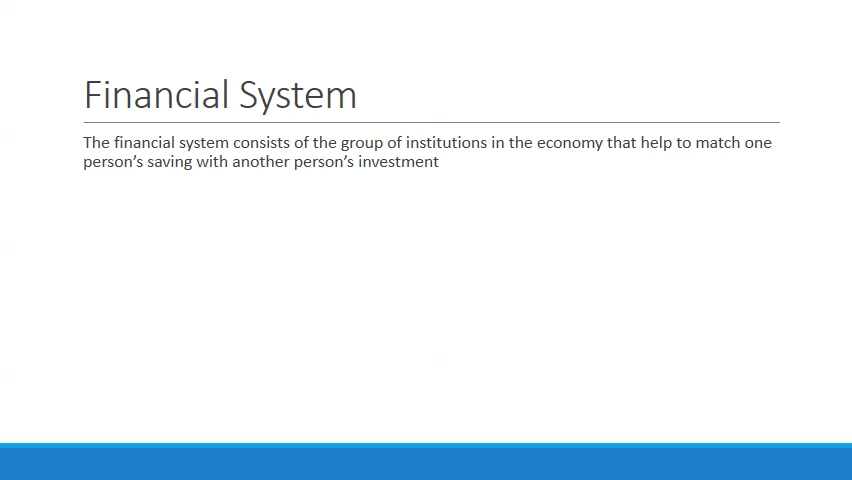 Financial System
The financial system consists of the group of institutions in the economy that help to match one
person’s saving with another person’s investment